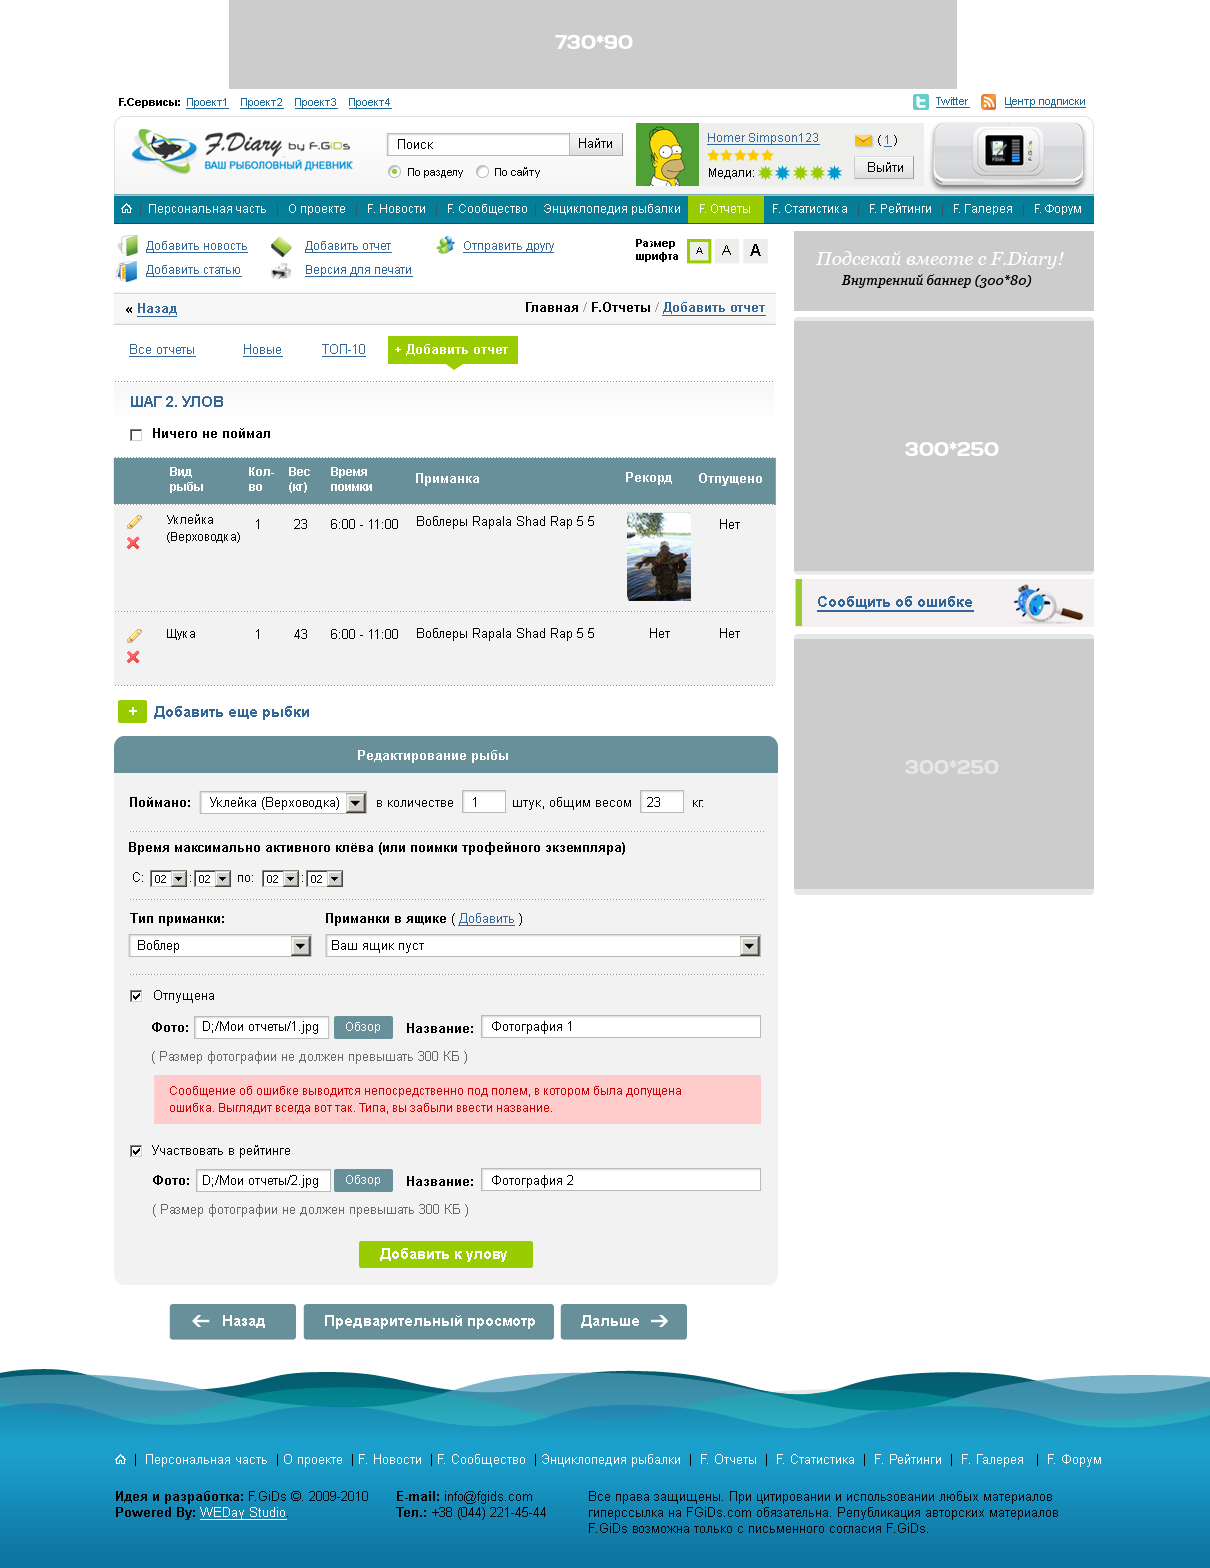 730*90
F.Сервисы: Проект1 Проект2 Проект3 Проект4
Twitter Центр подписки
F.Diary by F.GiDs
ВАШ РЫБОЛОВНЫЙ ДНЕВНИК
Поиск Найти
По разделу По сайту
Homer Simpson123
Медали:
( 1 )
Выйти
Персональная часть О проекте F. Новости F. Сообщество Энциклопедия рыбалки F. Отчеты F. Статистика F. Рейтинги F. Галерея F. Форум
Добавить новость Добавить отчет Отправить другу
Добавить статью Версия для печати
Размер
шрифта
A A A
Подсекай вместе с F.Diary!
Внутренний баннер (300*80)
« Назад
Главная / F.Отчеты / Добавить отчет
Все отчеты Новые ТОП-10 + Добавить отчет
ШАГ 2. УЛОВ
Ничего не поймал
300*250
Вид
рыбы
Кол-
во
Вес
(кг)
Время
поимки
Приманка Рекорд Отпущено
Уклейка
(Верховодка)
1 23 6:00 - 11:00 Воблеры Rapala Shad Rap 5 5 Нет
Щука 1 43 6:00 - 11:00 Воблеры Rapala Shad Rap 5 5 Нет Нет
Сообщить об ошибке
300*250
+ Добавить еще рыбки
Редактирование рыбы
Поймано: Уклейка (Верховодка) в количестве 1 штук, общим весом 23 кг.
Время максимально активного клёва (или поимки трофейного экземпляра)
С: 02 : 02 по: 02 : 02
Тип приманки: Приманки в ящике ( Добавить )
Воблер Ваш ящик пуст
Отпущена
Фото: D;/Мои отчеты/1.jpg Обзор Название: Фотография 1
( Размер фотографии не должен превышать 300 КБ )
Сообщение об ошибке выводится непосредственно под полем, в котором была допущена
ошибка. Выглядит всегда вот так. Типа, вы забыли ввести название.
Участвовать в рейтинге
Фото: D;/Мои отчеты/2.jpg Обзор Название: Фотография 2
( Размер фотографии не должен превышать 300 КБ )
Добавить к улову
Назад Предварительный просмотр Дальше
Персональная часть | О проекте | F. Новости | F. Сообщество | Энциклопедия рыбалки | F. Отчеты | F. Статистика | F. Рейтинги | F. Галерея | F. Форум
Идея и разработка: F.GiDs ©. 2009-2010
Powered By: WEDay Studio
E-mail: info@fgids.com
Тел.: +38 (044) 221-45-44
Все права защищены. При цитировании и использовании любых материалов
гиперссылка на FGiDs.com обязательна. Републикация авторских материалов
F.GiDs возможна только с письменного согласия F.GiDs.